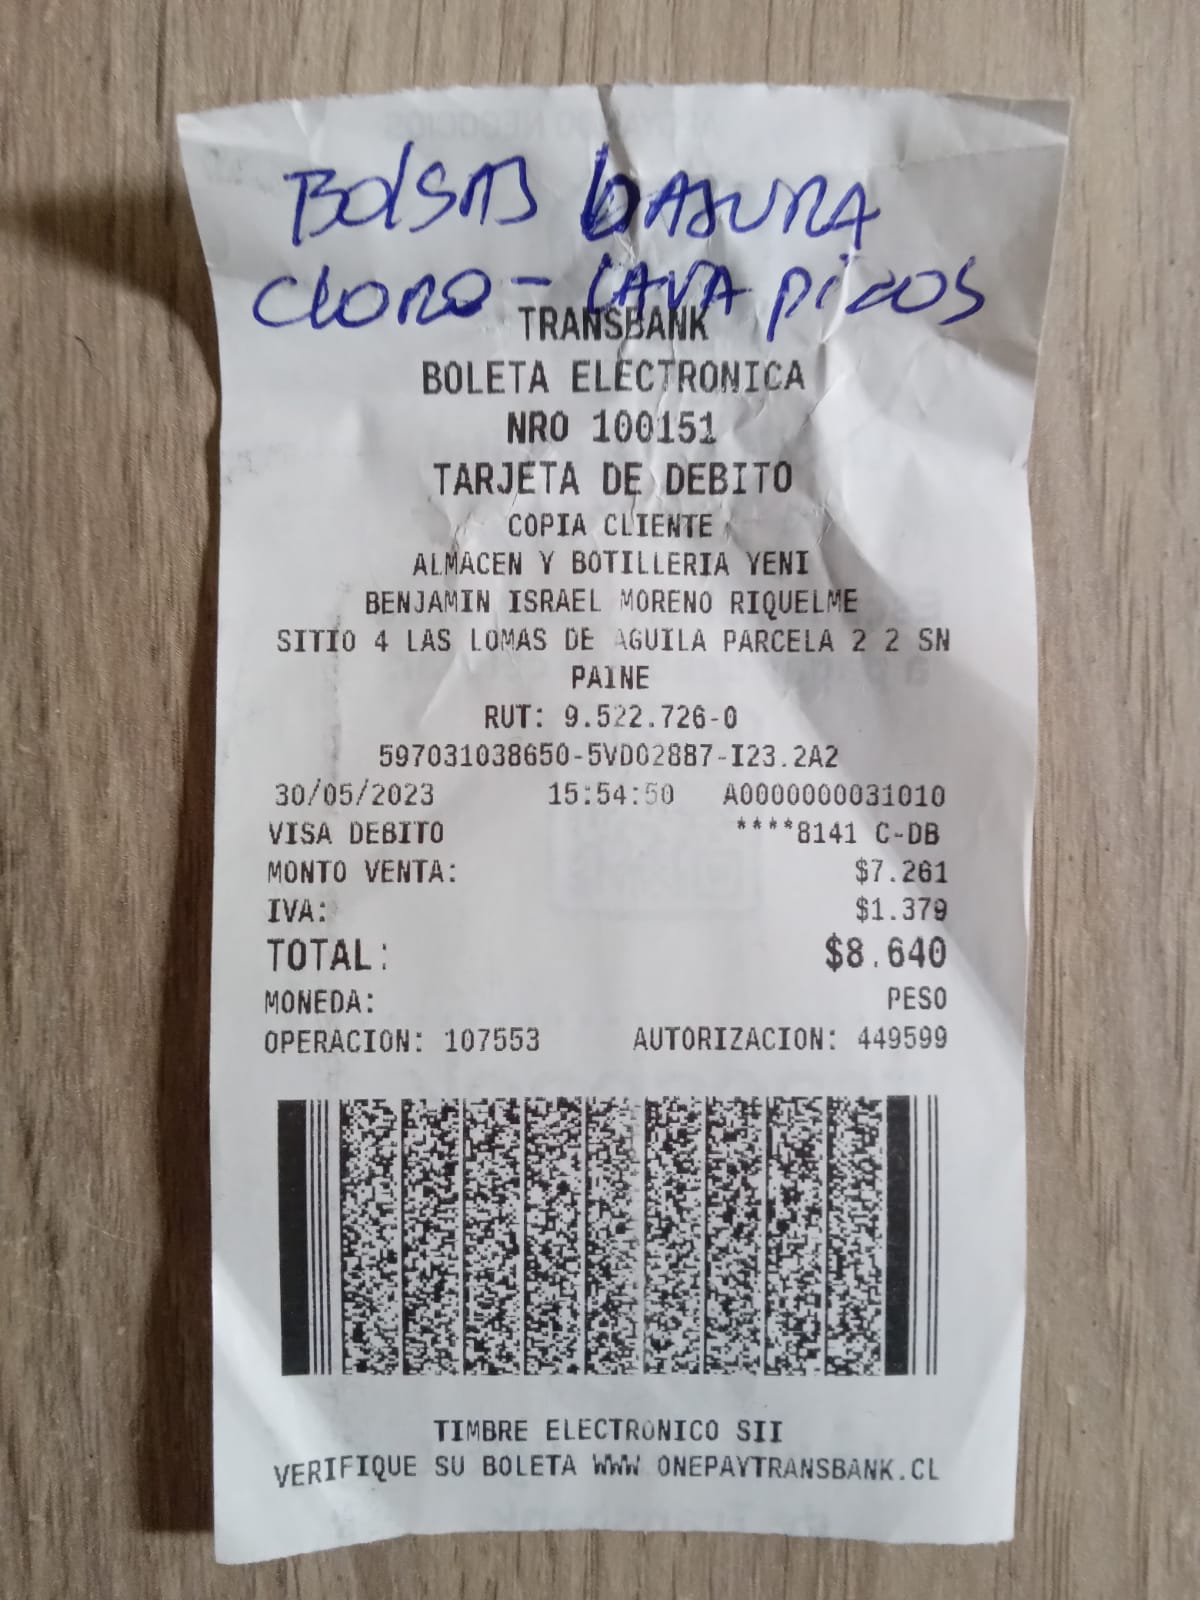 BOLSAS BASURA
CLORO - LAVA PISOS
TRANSBANK
BOLETA ELECTRONICA
NRO 100151
TARJETA DE DEBITO
COPIA CLIENTE
ALMACEN Y BOTILLERIA YENI
BENJAMIN ISRAEL MORENO RIQUELME
SITIO 4 LAS LOMAS DE AGUILA PARCELA 2 2 SN
PAINE
RUT: 9.522.726-0
597031038650-5VD02887-I23.2A2
30/05/2023 15:54:50 A0000000031010
VISA DEBITO ****8141 C-DB
MONTO VENTA: $7.261
IVA: $1.379
TOTAL: $8.640
MONEDA: PESO
OPERACION: 107553 AUTORIZACION: 449599
TIMBRE ELECTRONICO SII
VERIFIQUE SU BOLETA WWW ONEPAYTRANSBANK.CL